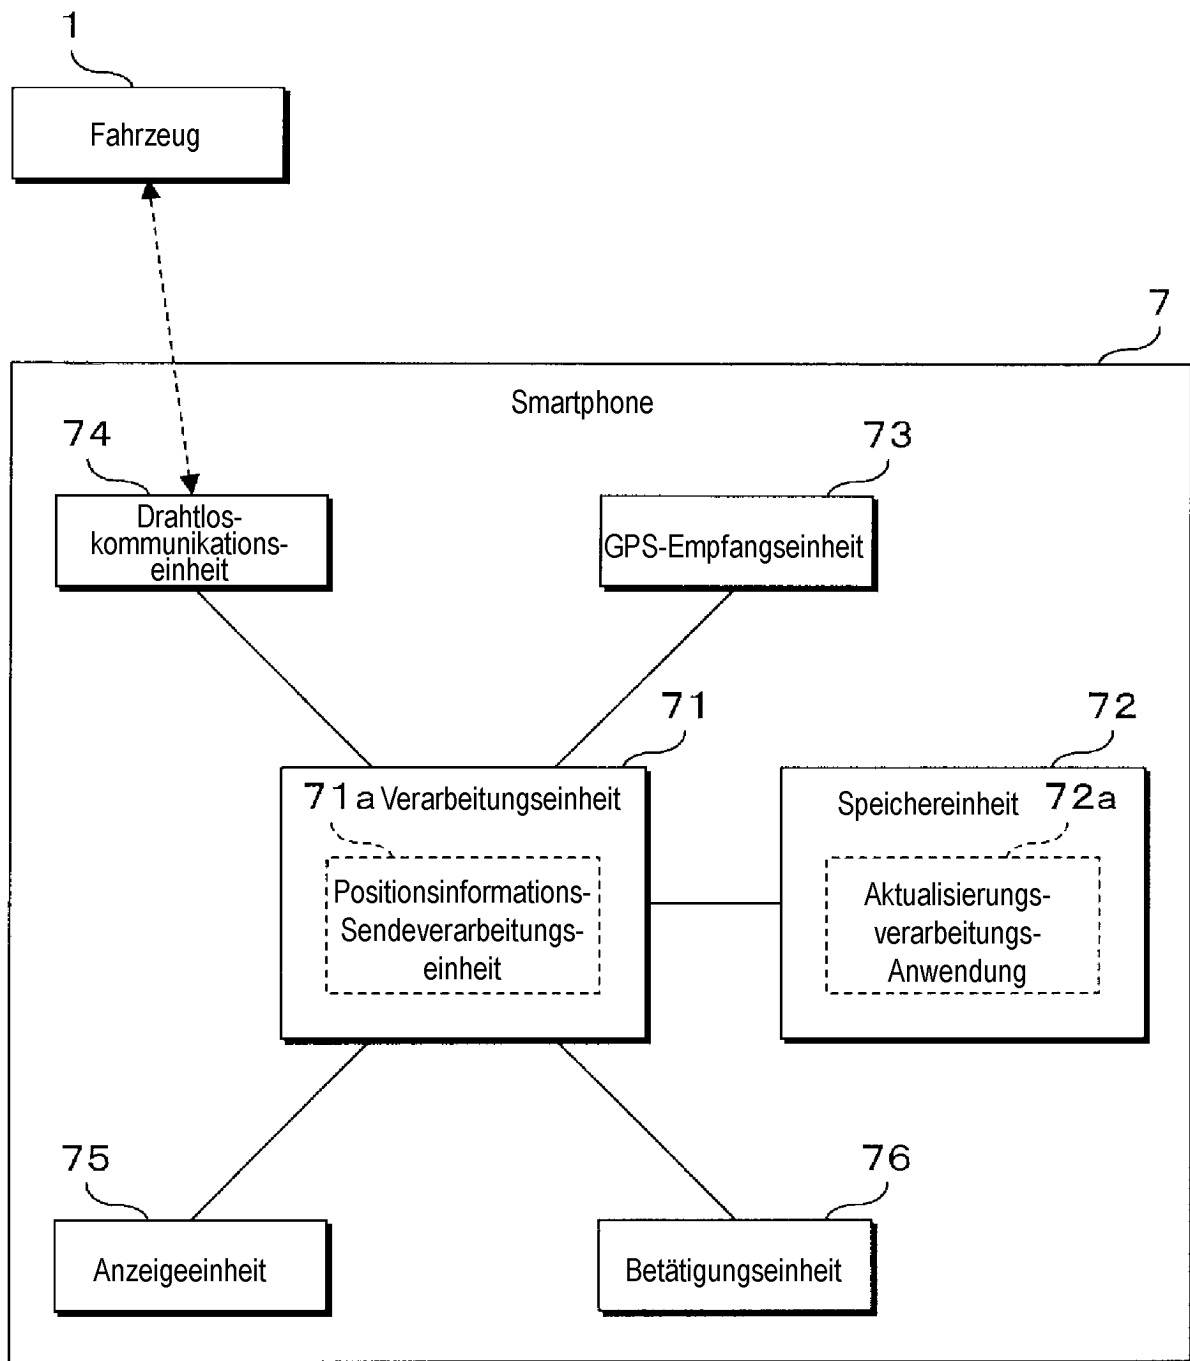 1
Fahrzeug
7
Smartphone
74
73
Drahtlos-
kommunikations-
einheit
GPS-Empfangseinheit
71
72
71a Verarbeitungseinheit
Speichereinheit 72a
Positionsinformations-
Sendeverarbeitungs-
einheit
Aktualisierungs-
verarbeitungs-
Anwendung
75
76
Anzeigeeinheit
Betätigungseinheit